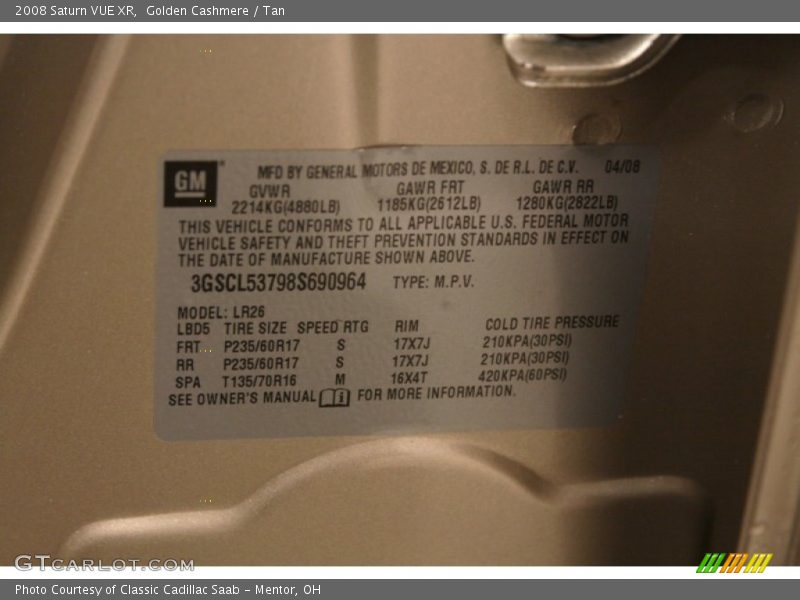 2008 Saturn VUE XR, Golden Cashmere / Tan
GM MFD BY GENERAL MOTORS DE MEXICO, S. DE R.L. DE C.V. 04/08
GVWR GAWR FRT GAWR RR
2214KG(4880LB) 1185KG(2612LB) 1280KG(2822LB)
THIS VEHICLE CONFORMS TO ALL APPLICABLE U.S. FEDERAL MOTOR
VEHICLE SAFETY AND THEFT PREVENTION STANDARDS IN EFFECT ON
THE DATE OF MANUFACTURE SHOWN ABOVE.
3GSCL53798S690964 TYPE: M.P.V.
MODEL: LR26
LBD5 TIRE SIZE SPEED RTG RIM COLD TIRE PRESSURE
FRT P235/60R17 S 17X7J 210KPA(30PSI)
RR P235/60R17 S 17X7J 210KPA(30PSI)
SPA T135/70R16 M 16X4T 420KPA(60PSI)
SEE OWNER'S MANUAL i FOR MORE INFORMATION.
GTCARLOT.COM
Photo Courtesy of Classic Cadillac Saab - Mentor, OH